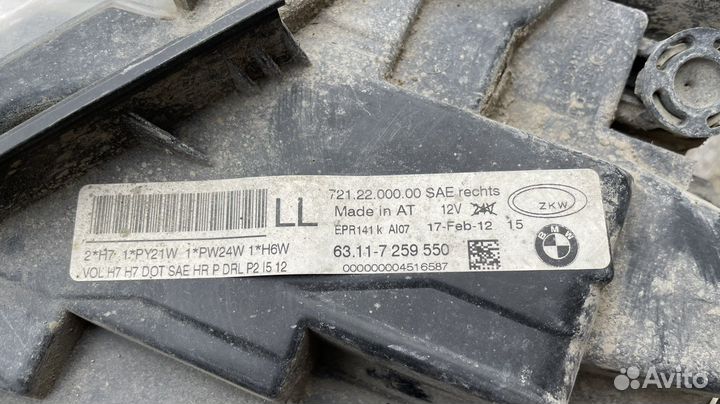 721.22.000.00 SAE rechts
LL
Made in AT 12V 24V
ZKW
EPR141 k AI07 17-Feb-12 15
2*H7 1*PY21W 1*PW24W 1*H6W
63.11-7 259 550
BMW
VOL H7 H7 DOT SAE HR P DRL P2 I5 12
000000004516587
Avito